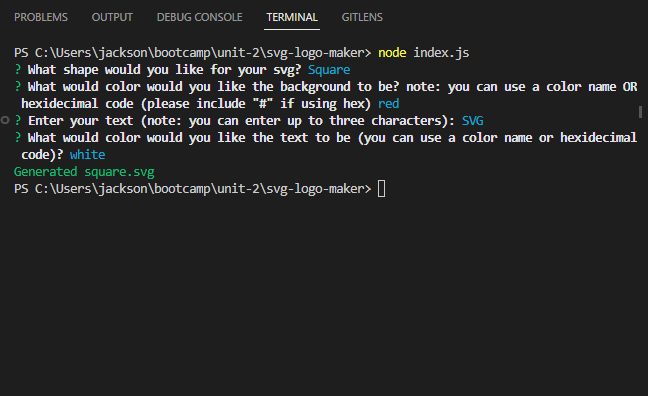 PROBLEMS OUTPUT DEBUG CONSOLE TERMINAL GITLENS
PS C:\Users\jackson\bootcamp\unit-2\svg-logo-maker> node index.js
? What shape would you like for your svg? Square
? What would color would you like the background to be? note: you can use a color name OR
hexidecimal code (please include "#" if using hex) red
? Enter your text (note: you can enter up to three characters): SVG
? What would color would you like the text to be (you can use a color name or hexidecimal
code)? white
Generated square.svg
PS C:\Users\jackson\bootcamp\unit-2\svg-logo-maker>